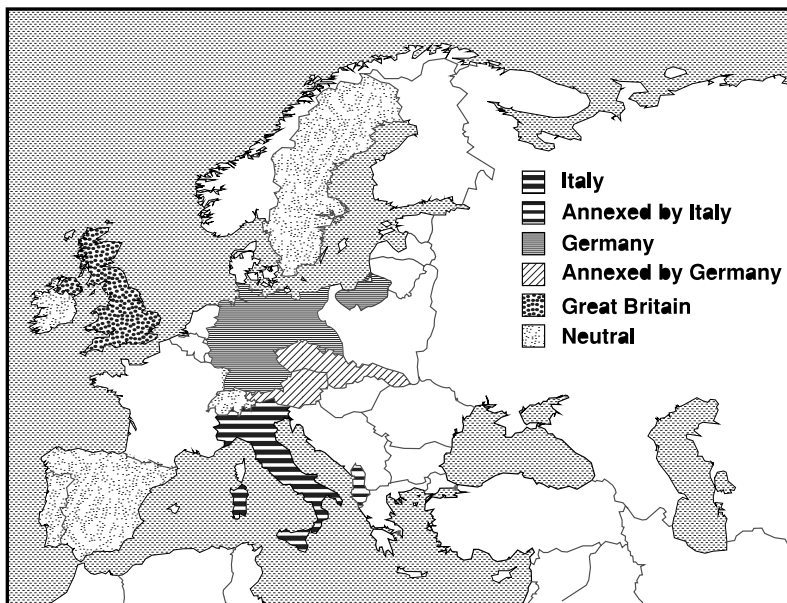 Italy
Annexed by Italy
Germany
Annexed by Germany
Great Britain
Neutral